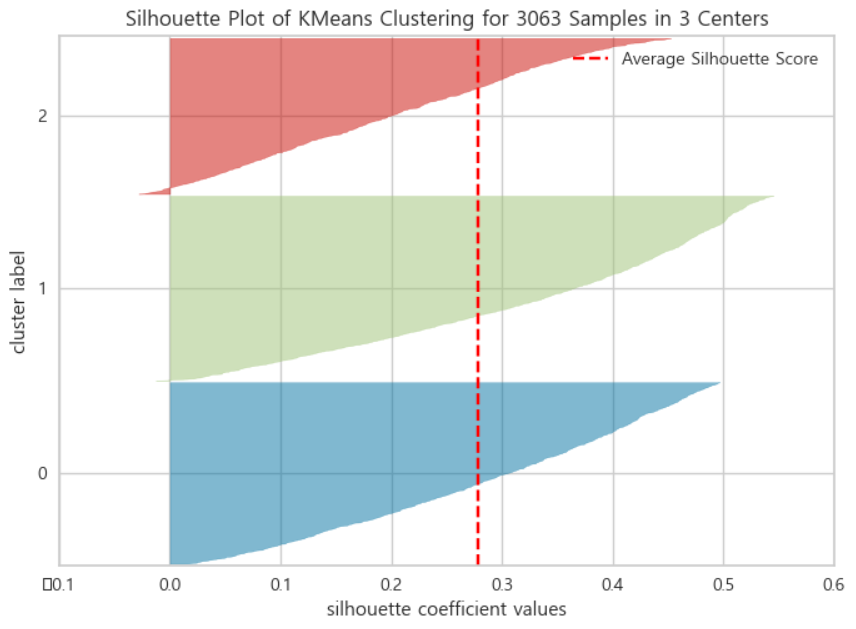 Silhouette Plot of KMeans Clustering for 3063 Samples in 3 Centers
Average Silhouette Score
2
1
0
cluster label
□0.1 0.0 0.1 0.2 0.3 0.4 0.5 0.6
silhouette coefficient values